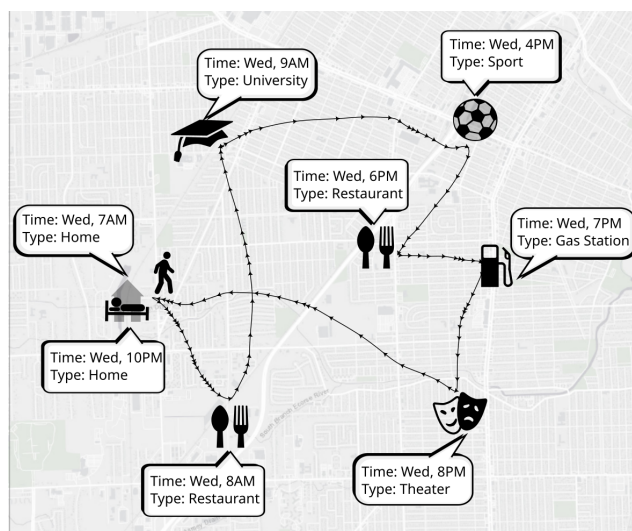 Time: Wed, 4PM
Type: Sport
Time: Wed, 9AM
Type: University
Time: Wed, 6PM
Type: Restaurant
Time: Wed, 7AM
Type: Home
Time: Wed, 7PM
Type: Gas Station
Time: Wed, 10PM
Type: Home
Time: Wed, 8AM
Type: Restaurant
Time: Wed, 8PM
Type: Theater